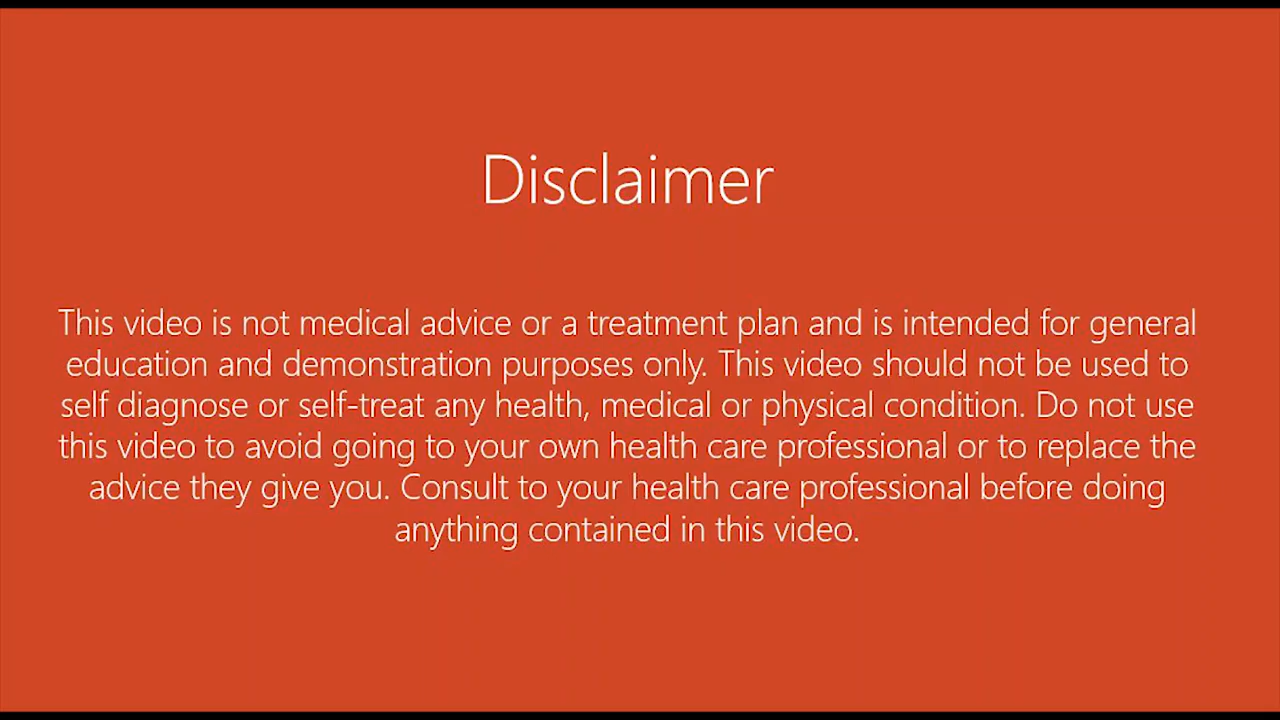 Disclaimer
This video is not medical advice or a treatment plan and is intended for general
education and demonstration purposes only. This video should not be used to
self diagnose or self-treat any health, medical or physical condition. Do not use
this video to avoid going to your own health care professional or to replace the
advice they give you. Consult to your health care professional before doing
anything contained in this video.